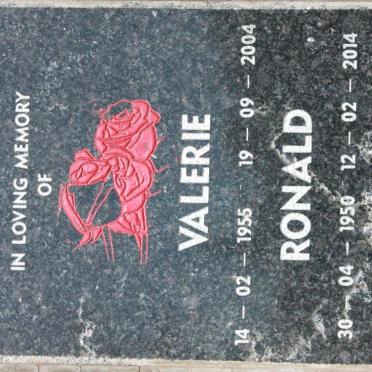 IN LOVING MEMORY
OF
VALERIE
14 — 02 — 1955 19 — 09 — 2004
RONALD
30 — 04 — 1950 12 — 02 — 2014